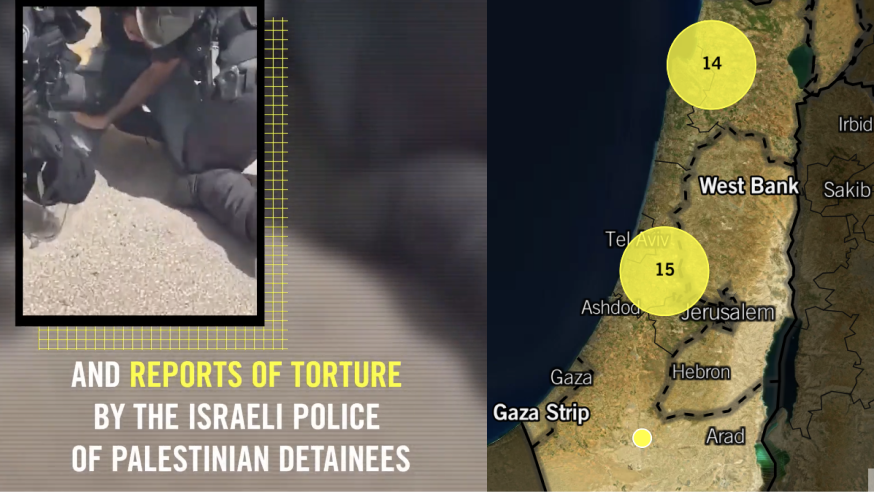 AND REPORTS OF TORTURE
BY THE ISRAELI POLICE
OF PALESTINIAN DETAINEES
14
Irbid
West Bank
Sakib
Tel Aviv
15
Ashdod
Jerusalem
Gaza
Hebron
Gaza Strip
Arad